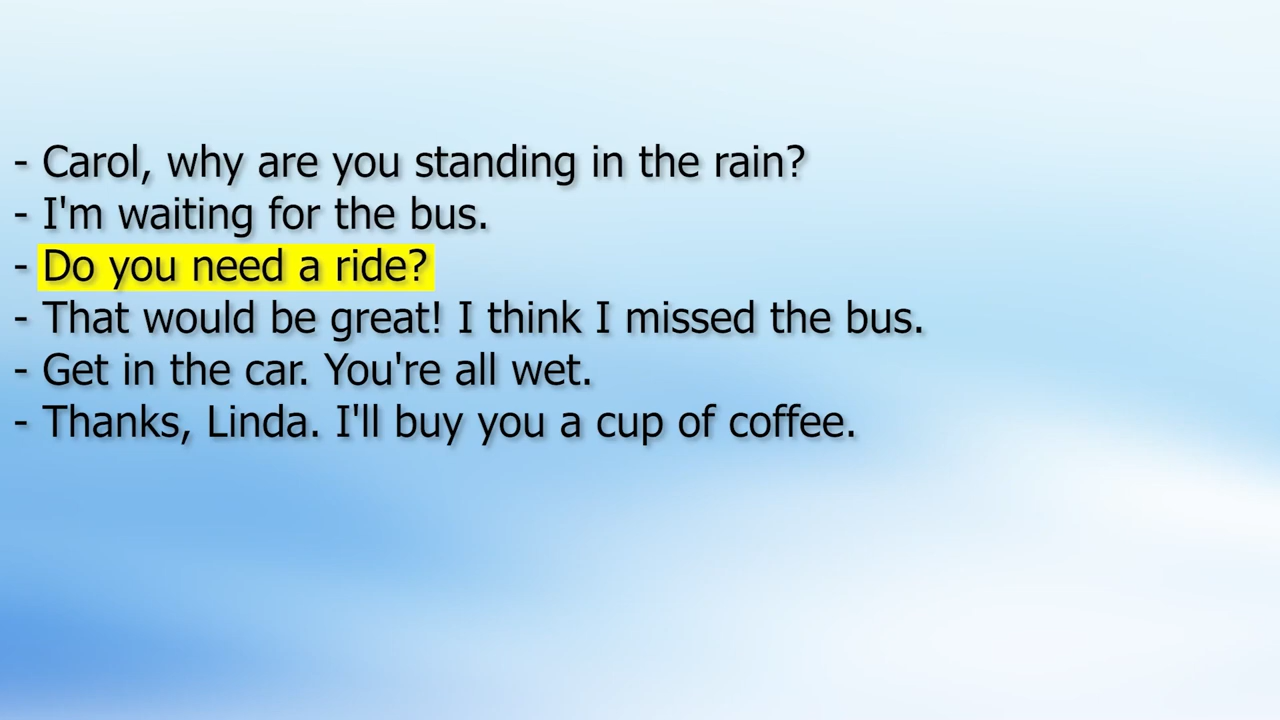 - Carol, why are you standing in the rain?
- I'm waiting for the bus.
- Do you need a ride?
- That would be great! I think I missed the bus.
- Get in the car. You're all wet.
- Thanks, Linda. I'll buy you a cup of coffee.